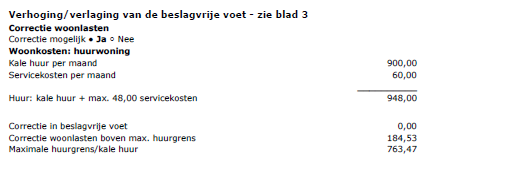 Verhoging/verlaging van de beslagvrije voet - zie blad 3
Correctie woonlasten
Correctie mogelijk ● Ja ○ Nee
Woonkosten: huurwoning
Kale huur per maand 900,00
Servicekosten per maand 60,00
Huur: kale huur + max. 48,00 servicekosten 948,00
Correctie in beslagvrije voet 0,00
Correctie woonlasten boven max. huurgrens 184,53
Maximale huurgrens/kale huur 763,47